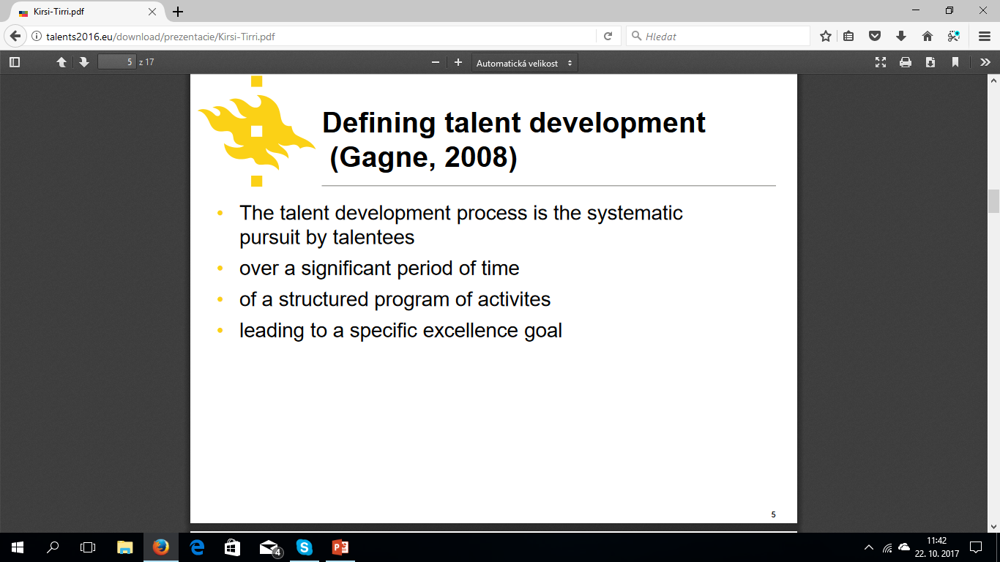 Kirsi-Tirri.pdf
talents2016.eu/download/prezentacie/Kirsi-Tirri.pdf
Hledat
5 z 17
Automatická velikost
Defining talent development
(Gagne, 2008)
• The talent development process is the systematic
pursuit by talentees
• over a significant period of time
• of a structured program of activites
• leading to a specific excellence goal
5
4
11:42
22. 10. 2017